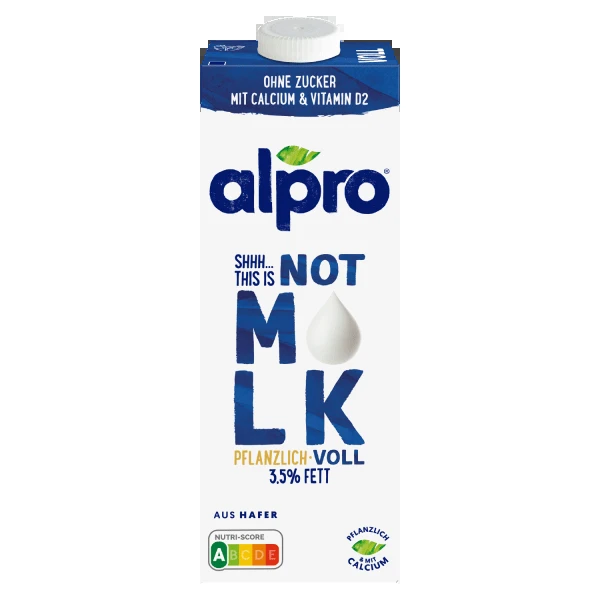 OHNE ZUCKER
MIT CALCIUM & VITAMIN D2
alpro®
SHHH...
THIS IS NOT
M LK
PFLANZLICH·VOLL
3,5% FETT
AUS HAFER
NUTRI-SCORE
A B C D E
PFLANZLICH
& MIT
CALCIUM